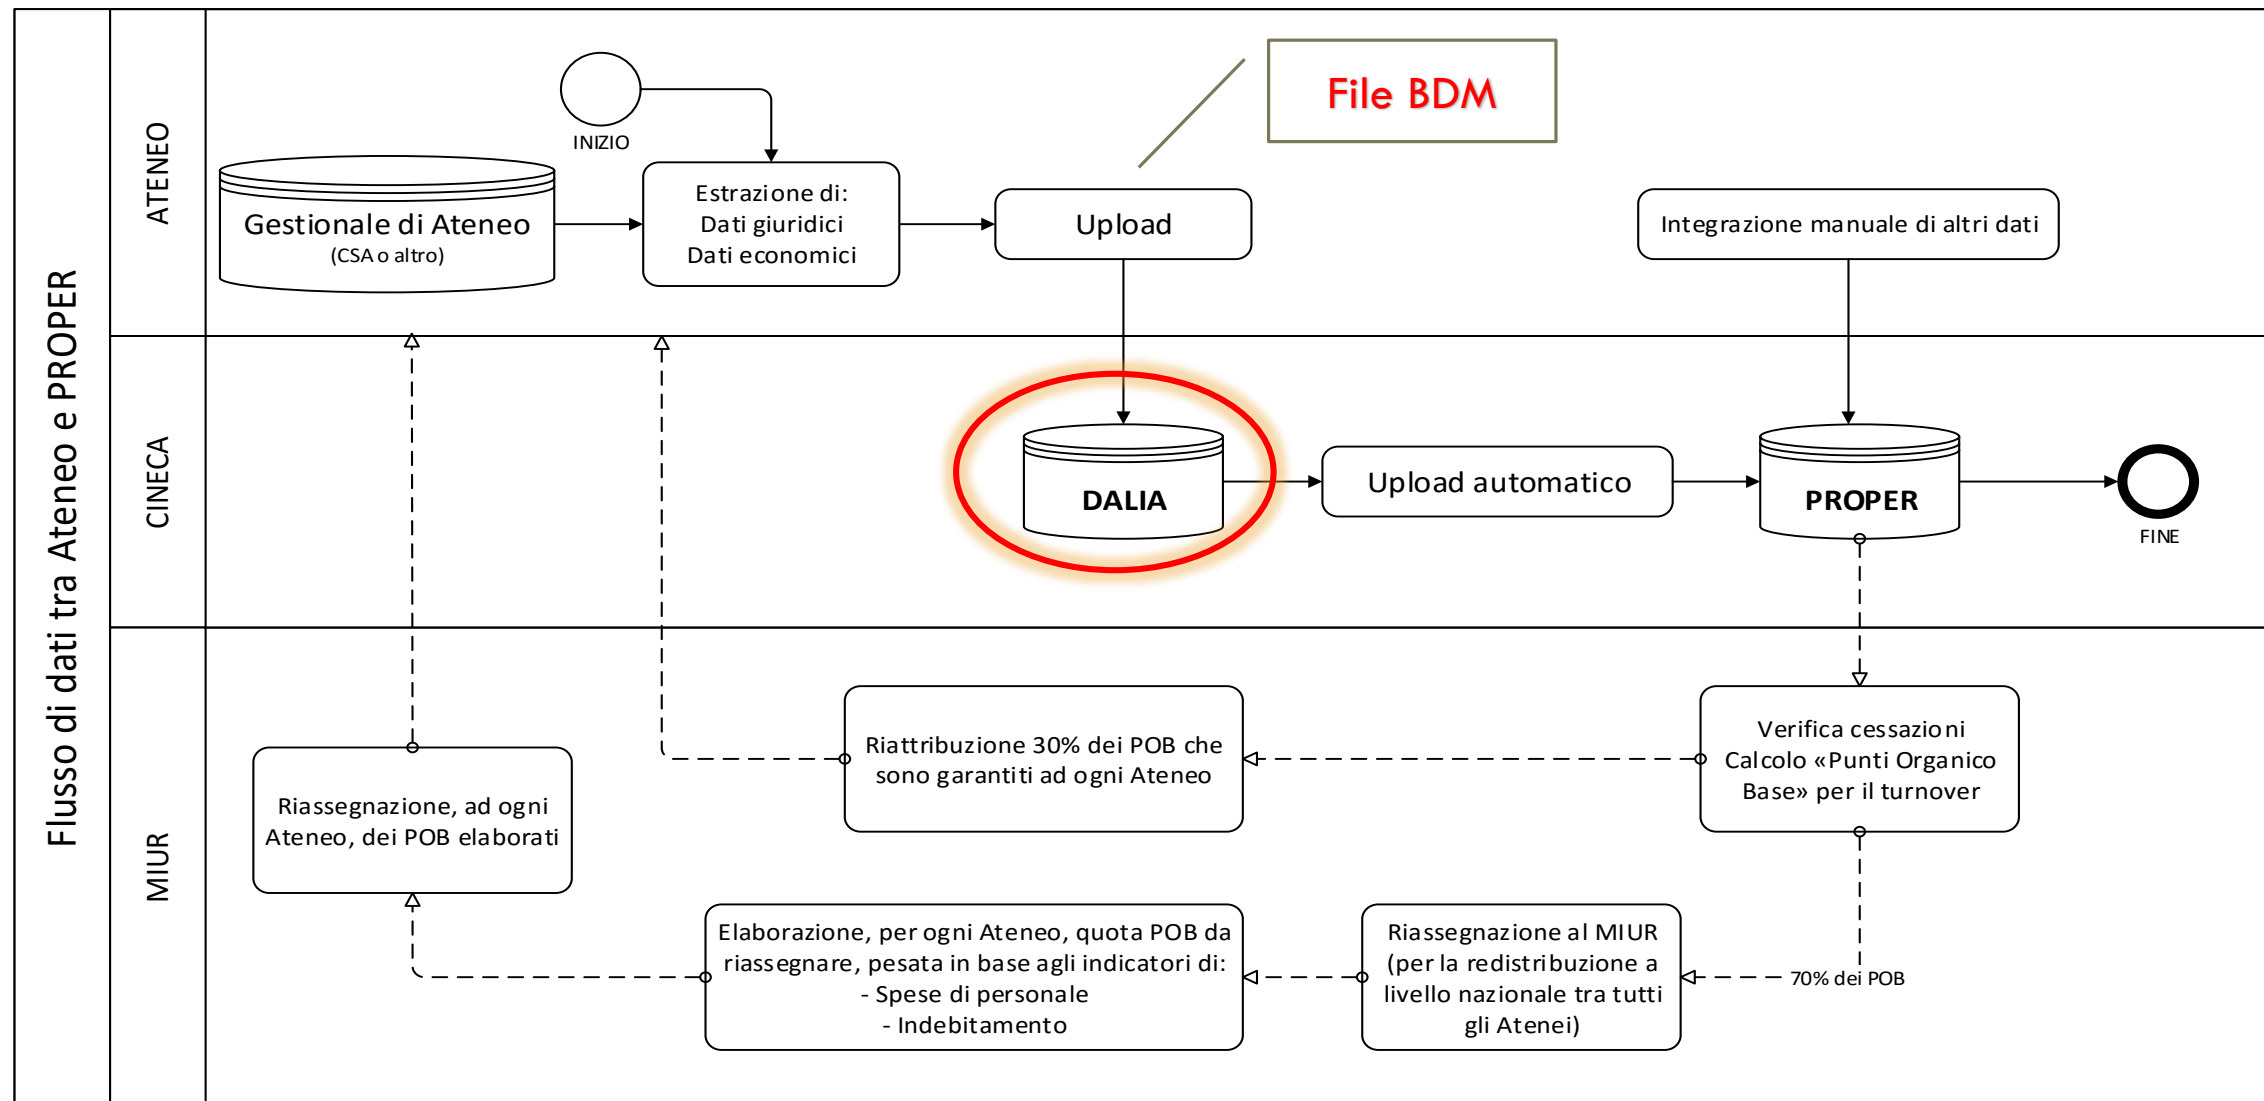 Flusso di dati tra Ateneo e PROPER
ATENEO
INIZIO
File BDM
Gestionale di Ateneo
(CSA o altro)
Estrazione di:
Dati giuridici
Dati economici
Upload
Integrazione manuale di altri dati
CINECA
DALIA
Upload automatico
PROPER
FINE
MIUR
Riassegnazione, ad ogni
Ateneo, dei POB elaborati
Riattribuzione 30% dei POB che
sono garantiti ad ogni Ateneo
Verifica cessazioni
Calcolo «Punti Organico
Base» per il turnover
Elaborazione, per ogni Ateneo, quota POB da
riassegnare, pesata in base agli indicatori di:
- Spese di personale
- Indebitamento
Riassegnazione al MIUR
(per la redistribuzione a
livello nazionale tra tutti
gli Atenei)
70% dei POB